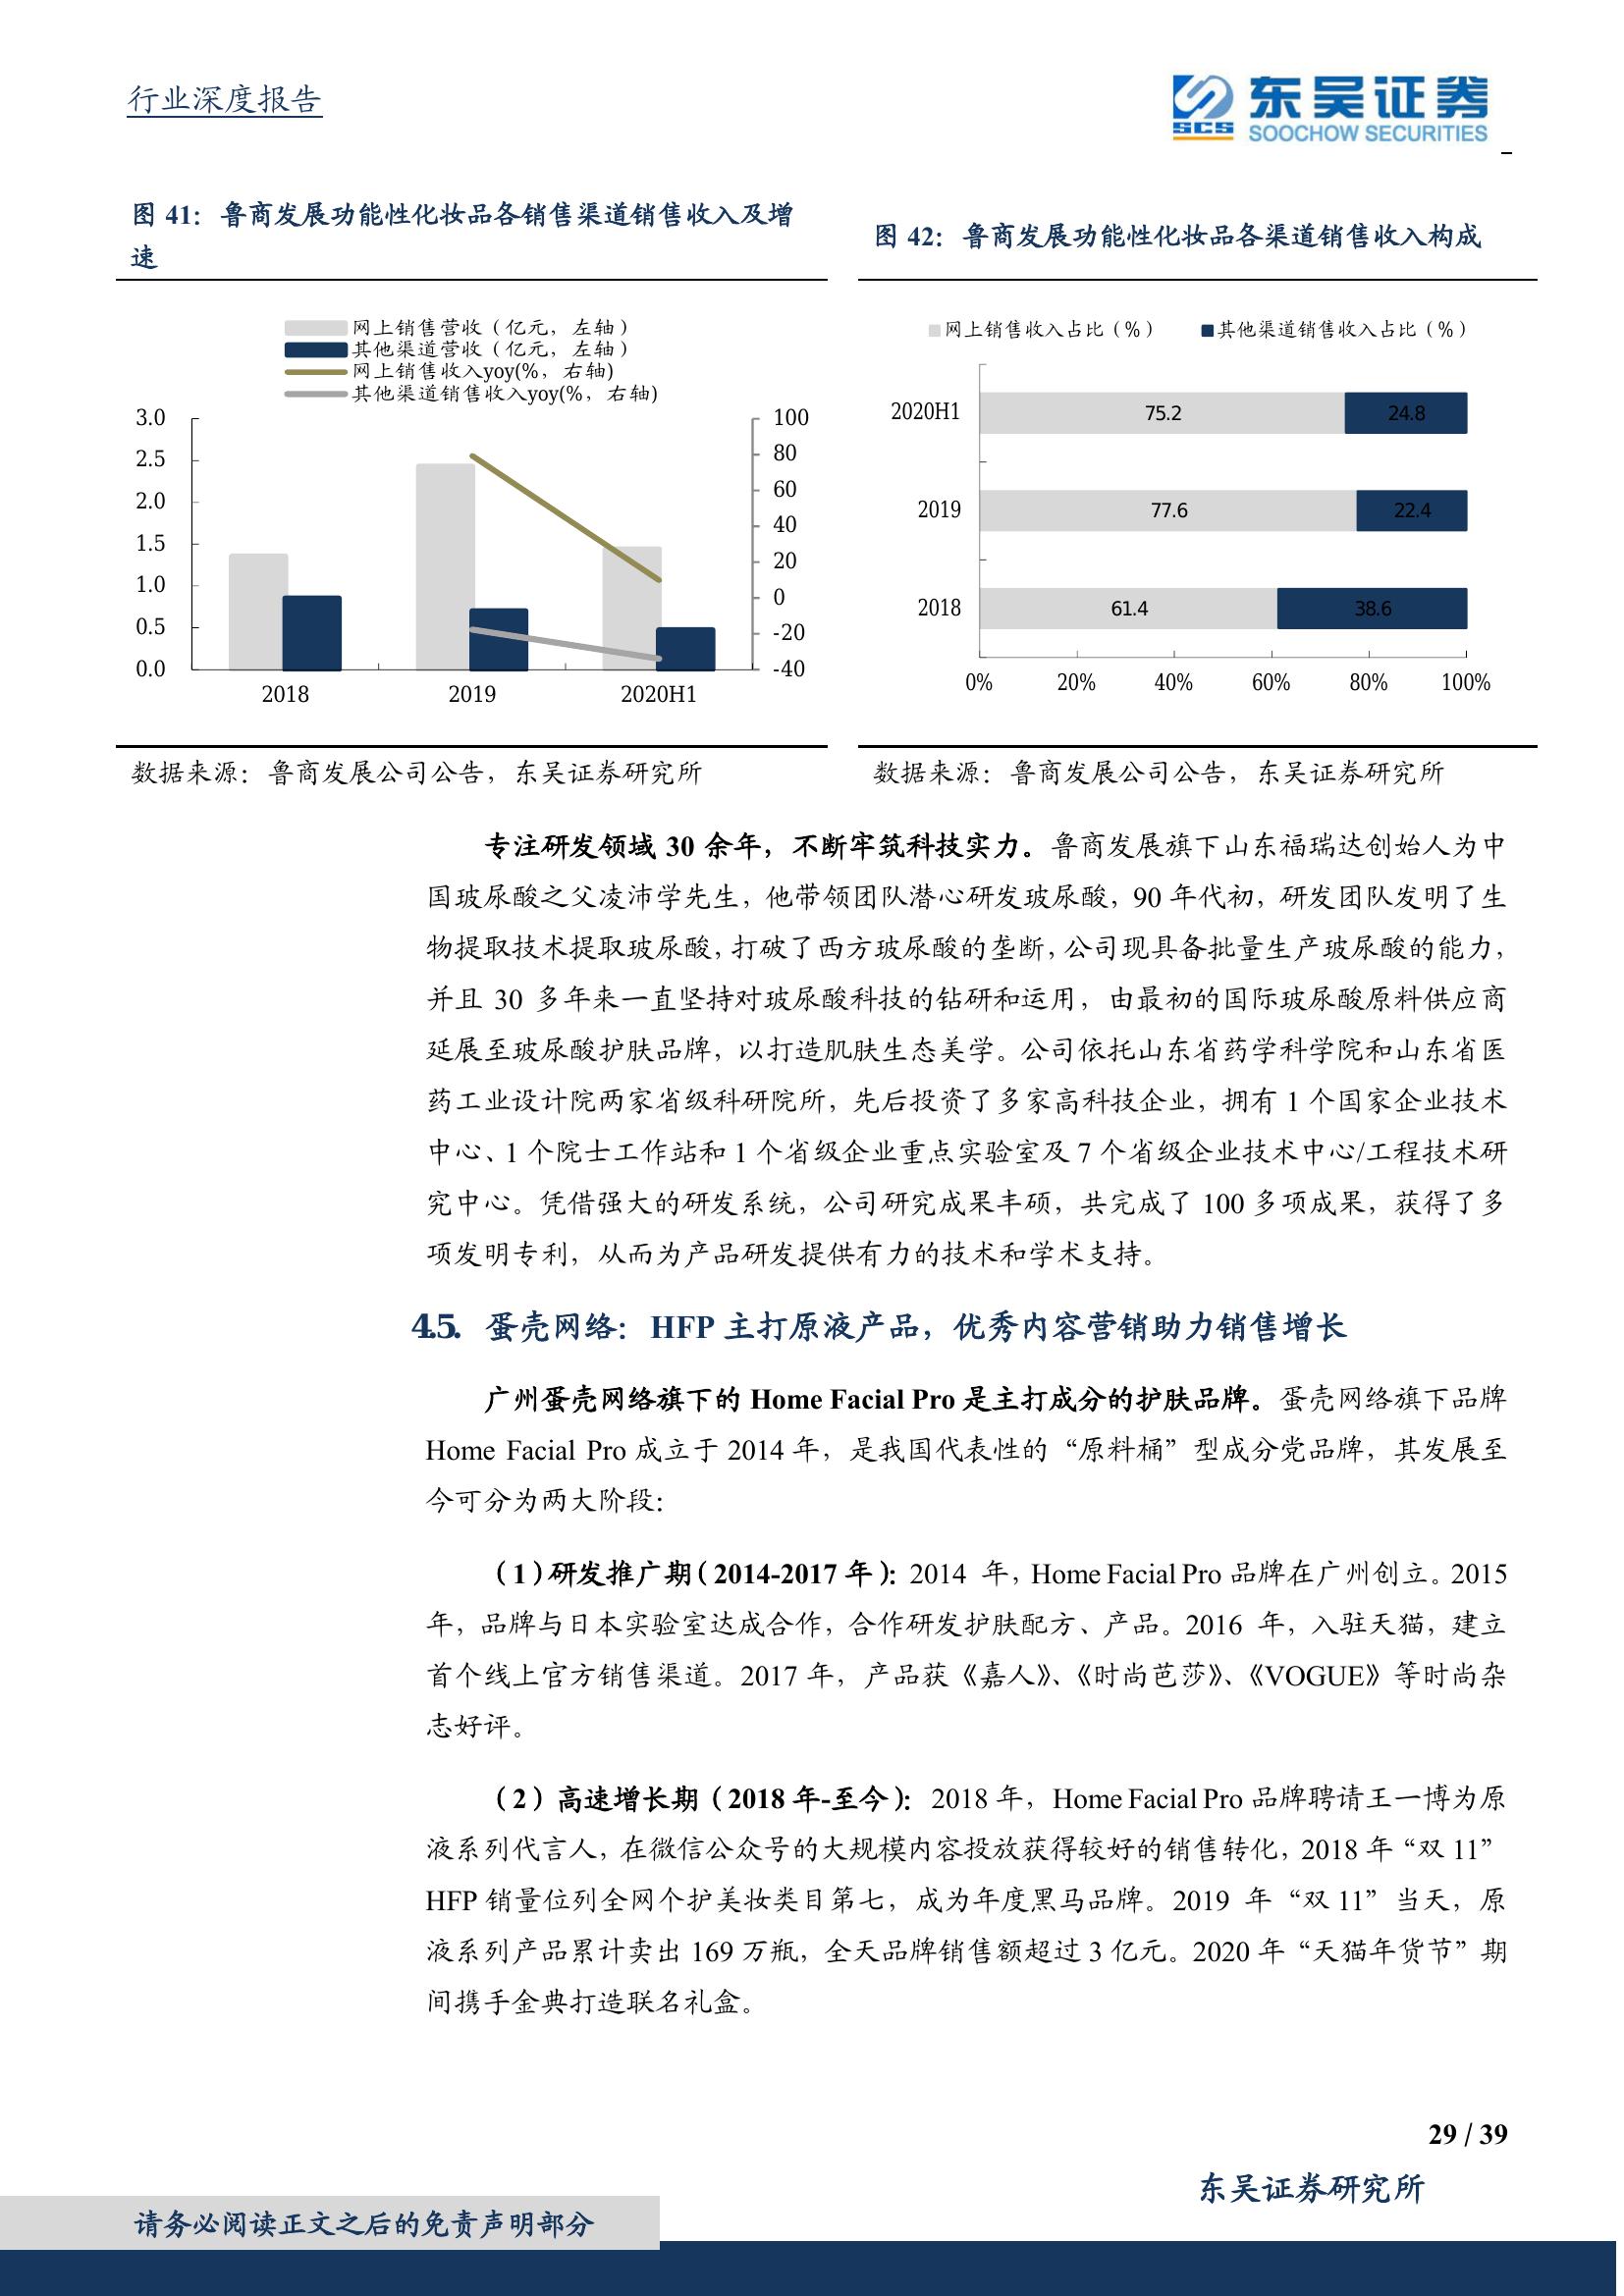 行业深度报告
东吴证券
SCS
SOOCHOW SECURITIES
图 41：鲁商发展功能性化妆品各销售渠道销售收入及增
速
网上销售营收（亿元，左轴）
其他渠道营收（亿元，左轴）
网上销售收入yoy(%，右轴)
其他渠道销售收入yoy(%，右轴)
3.0
2.5
2.0
1.5
1.0
0.5
0.0
100
80
60
40
20
0
-20
-40
2018 2019 2020H1
数据来源：鲁商发展公司公告，东吴证券研究所
图 42：鲁商发展功能性化妆品各渠道销售收入构成
网上销售收入占比（%） 其他渠道销售收入占比（%）
2020H1 75.2 24.8
2019 77.6 22.4
2018 61.4 38.6
0% 20% 40% 60% 80% 100%
数据来源：鲁商发展公司公告，东吴证券研究所
专注研发领域 30 余年，不断牢筑科技实力。鲁商发展旗下山东福瑞达创始人为中
国玻尿酸之父凌沛学先生，他带领团队潜心研发玻尿酸，90 年代初，研发团队发明了生
物提取技术提取玻尿酸，打破了西方玻尿酸的垄断，公司现具备批量生产玻尿酸的能力，
并且 30 多年来一直坚持对玻尿酸科技的钻研和运用，由最初的国际玻尿酸原料供应商
延展至玻尿酸护肤品牌，以打造肌肤生态美学。公司依托山东省药学科学院和山东省医
药工业设计院两家省级科研院所，先后投资了多家高科技企业，拥有 1 个国家企业技术
中心、1 个院士工作站和 1 个省级企业重点实验室及 7 个省级企业技术中心/工程技术研
究中心。凭借强大的研发系统，公司研究成果丰硕，共完成了 100 多项成果，获得了多
项发明专利，从而为产品研发提供有力的技术和学术支持。
4.5. 蛋壳网络：HFP 主打原液产品，优秀内容营销助力销售增长
广州蛋壳网络旗下的 Home Facial Pro 是主打成分的护肤品牌。蛋壳网络旗下品牌
Home Facial Pro 成立于 2014 年，是我国代表性的“原料桶”型成分党品牌，其发展至
今可分为两大阶段：
（1）研发推广期（2014-2017 年）：2014 年，Home Facial Pro 品牌在广州创立。2015
年，品牌与日本实验室达成合作，合作研发护肤配方、产品。2016 年，入驻天猫，建立
首个线上官方销售渠道。2017 年，产品获《嘉人》、《时尚芭莎》、《VOGUE》等时尚杂
志好评。
（2）高速增长期（2018 年-至今）：2018 年，Home Facial Pro 品牌聘请王一博为原
液系列代言人，在微信公众号的大规模内容投放获得较好的销售转化，2018 年“双 11”
HFP 销量位列全网个护美妆类目第七，成为年度黑马品牌。2019 年“双 11”当天，原
液系列产品累计卖出 169 万瓶，全天品牌销售额超过 3 亿元。2020 年“天猫年货节”期
间携手金典打造联名礼盒。
29 / 39
东吴证券研究所
请务必阅读正文之后的免责声明部分